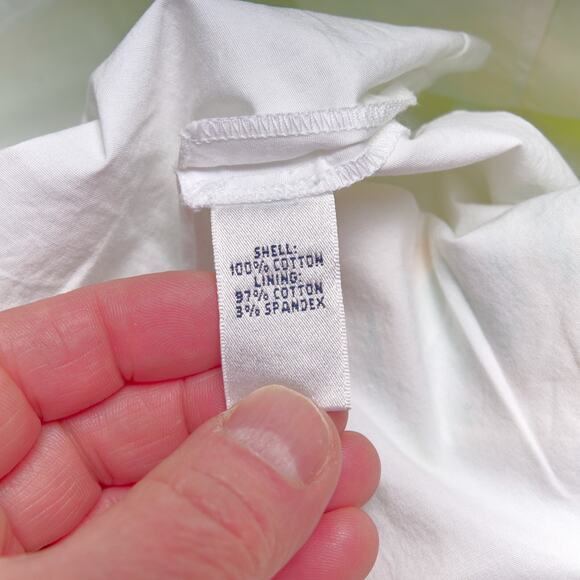 SHELL:
100% COTTON
LINING:
97% COTTON
3% SPANDEX